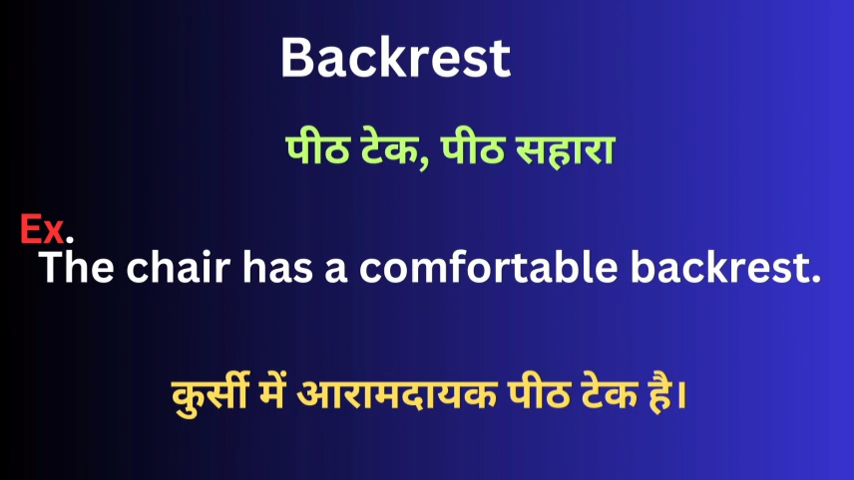 Backrest
पीठ टेक, पीठ सहारा
Ex.
The chair has a comfortable backrest.
कुर्सी में आरामदायक पीठ टेक है।